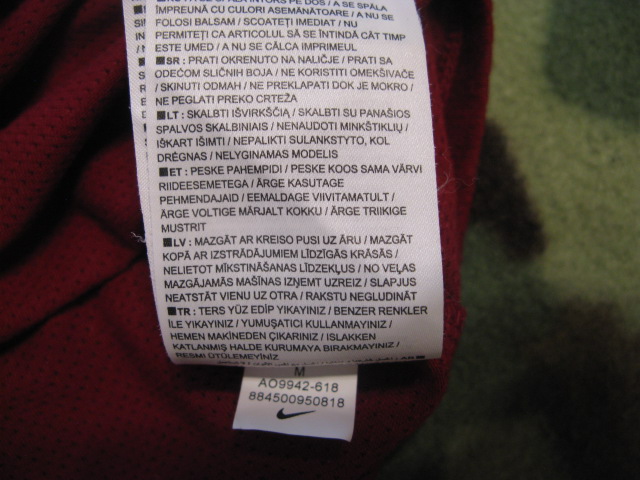 ÎMPREUNĂ CU CULORI ASEMĂNĂTOARE / A NU SE
FOLOSI BALSAM / SCOATEȚI IMEDIAT / NU
PERMITEȚI CA ARTICOLUL SĂ SE ÎNTINDĂ CÂT TIMP
ESTE UMED / A NU SE CĂLCA IMPRIMEUL
SR : PRATI OKRENUTO NA NALIČJE / PRATI SA
ODEĆOM SLIČNIH BOJA / NE KORISTITI OMEKŠIVAČE
/ SKINUTI ODMAH / NE PREKLAPATI DOK JE MOKRO /
NE PEGLATI PREKO CRTEŽA
LT : SKALBTI IŠVIRKŠČIĄ / SKALBTI SU PANAŠIOS
SPALVOS SKALBINIAIS / NENAUDOTI MINKŠTIKLIŲ /
IŠKART IŠIMTI / NEPALIKTI SULANKSTYTO, KOL
DRĖGNAS / NELYGINAMAS MODELIS
ET : PESKE PAHEMPIDI / PESKE KOOS SAMA VÄRVI
RIIDEESEMETEGA / ÄRGE KASUTAGE
PEHMENDAJAID / EEMALDAGE VIIVITAMATULT /
ÄRGE VOLTIGE MÄRJALT KOKKU / ÄRGE TRIIKIGE
MUSTRIT
LV : MAZGĀT AR KREISO PUSI UZ ĀRU / MAZGĀT
KOPĀ AR IZSTRĀDĀJUMIEM LĪDZĪGĀS KRĀSĀS /
NELIETOT MĪKSTINĀŠANAS LĪDZEKĻUS / NO VEĻAS
MAZGĀJAMĀS MAŠĪNAS IZŅEMT UZREIZ / SLAPJUS
NEATSTĀT VIENU UZ OTRA / RAKSTU NEGLUDINĀT
TR : TERS YÜZ EDİP YIKAYINIZ / BENZER RENKLER
İLE YIKAYINIZ / YUMUŞATICI KULLANMAYINIZ /
HEMEN MAKİNEDEN ÇIKARINIZ / ISLAKKEN
KATLANMIŞ HALDE KURUMAYA BIRAKMAYINIZ /
RESMİ ÜTÜLEMEYİNİZ
M
AO9942-618
884500950818